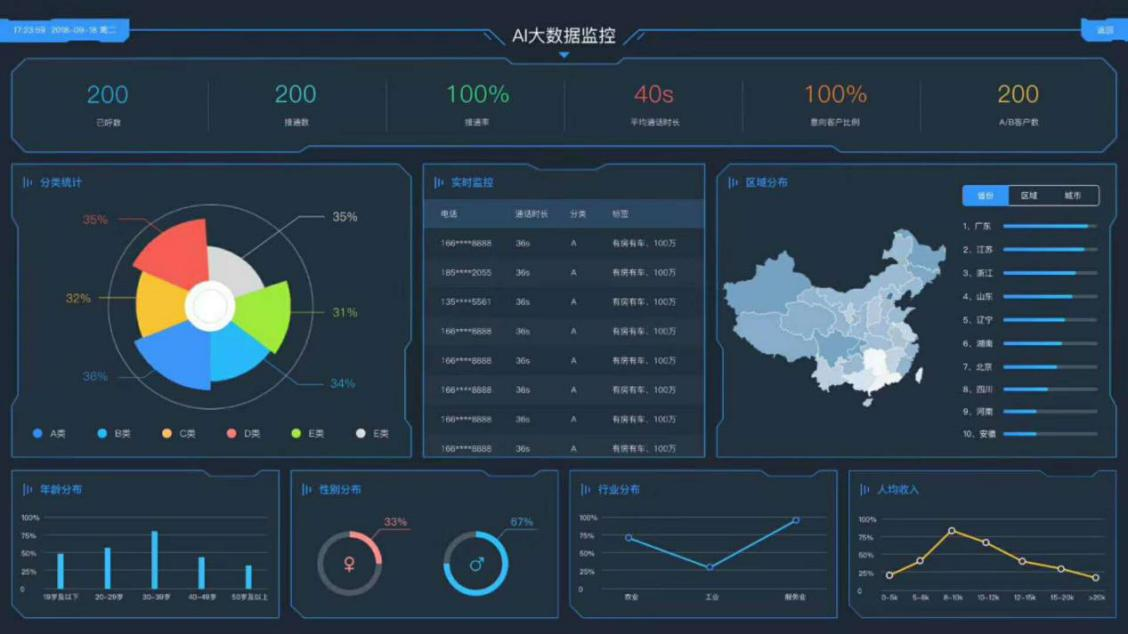 17:23:59 2018-09-18 周二
AI大数据监控
返回
200 200 100% 40s 100% 200
已呼数 接通数 接通率 平均通话时长 意向客户比例 A/B客户数
分类统计
35%
35%
32%
31%
36%
34%
A类 B类 C类 D类 E类 E类
实时监控
电话 通话时长 分类 标签
166****8888 36s A 有房有车、100万
185****2055 36s A 有房有车、100万
135****5561 36s A 有房有车、100万
166****8888 36s A 有房有车、100万
166****8888 36s A 有房有车、100万
166****8888 36s A 有房有车、100万
166****8888 36s A 有房有车、100万
166****8888 36s A 有房有车、100万
区域分布
省份 区域 城市
1、广东
2、江苏
3、浙江
4、山东
5、辽宁
6、湖南
7、北京
8、四川
9、河南
10、安徽
年龄分布
100%
75%
50%
25%
0
19岁及以下 20-29岁 30-39岁 40-49岁 50岁及以上
性别分布
33%
67%
行业分布
100%
75%
50%
25%
0
农业 工业 服务业
人均收入
100%
75%
50%
25%
0
0-5k 5-8k 8-10k 10-12k 12-15k 15-20k >20k